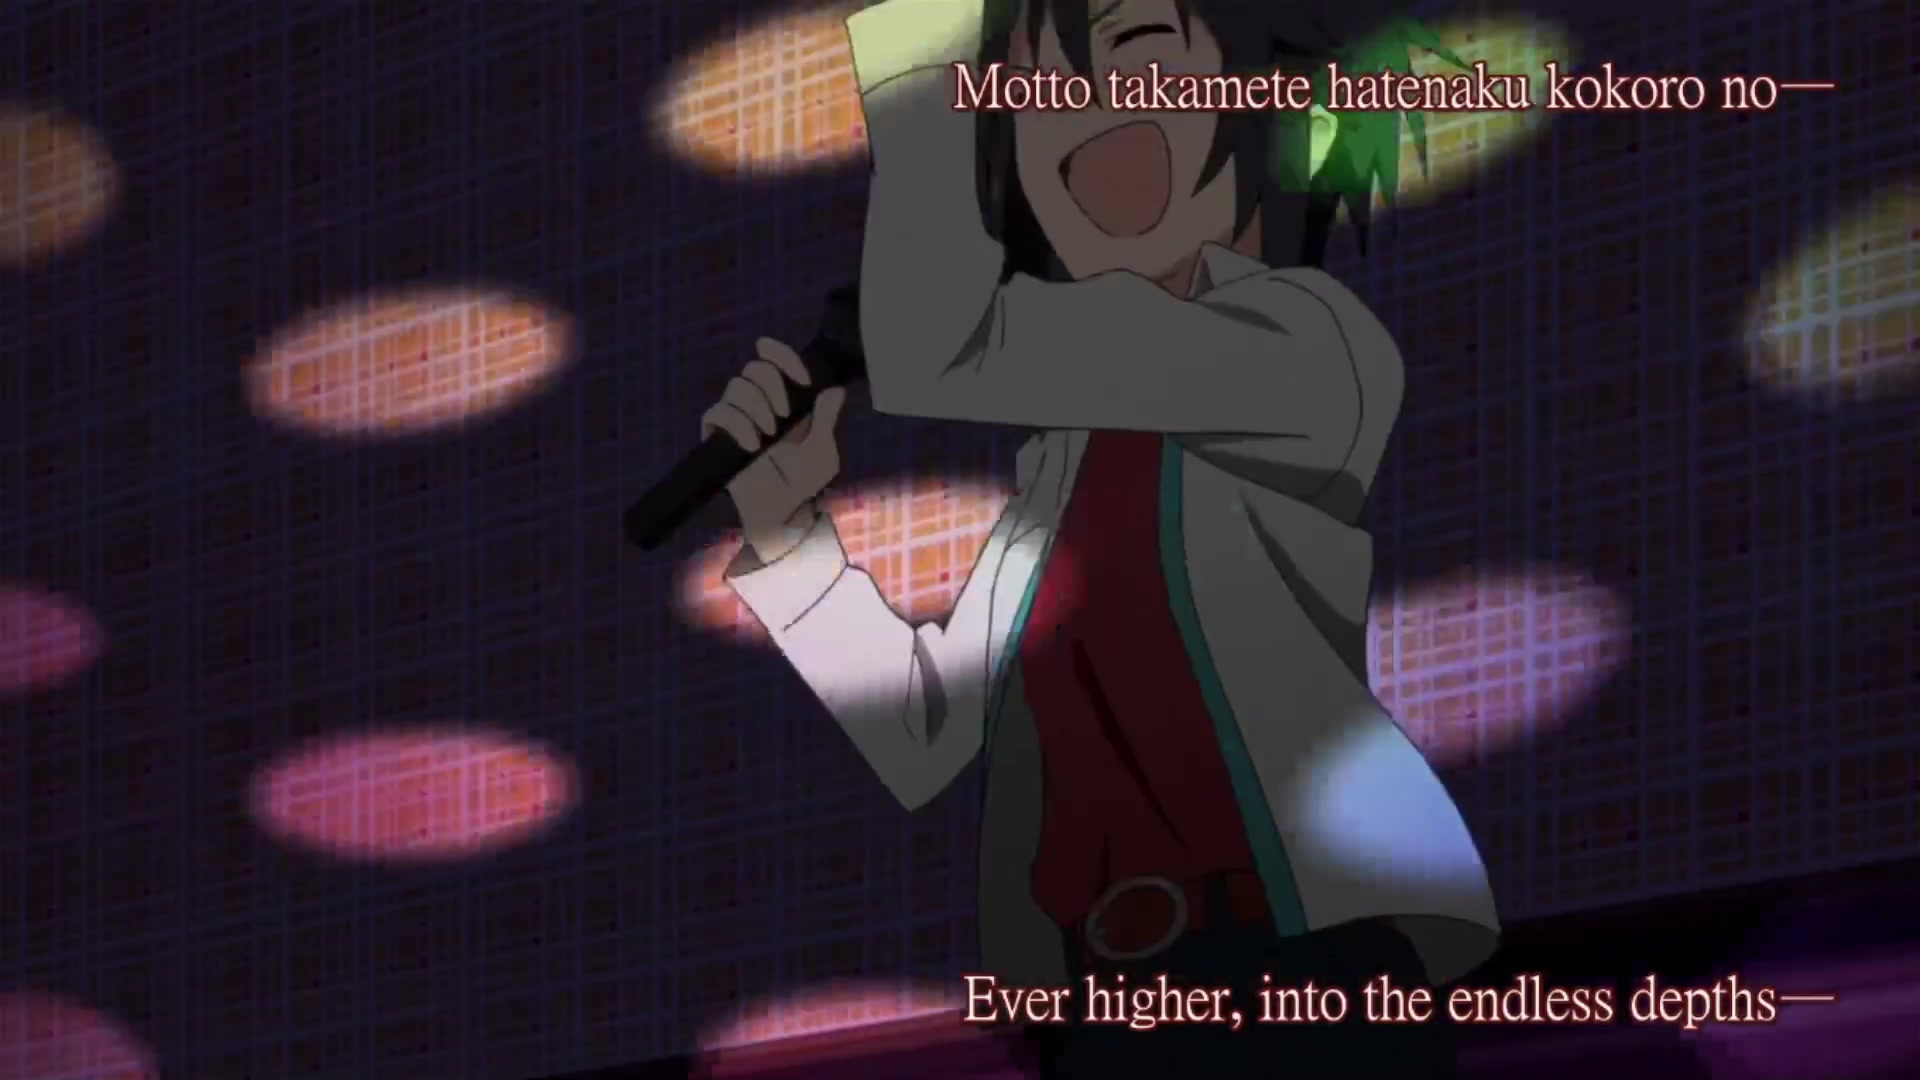 Motto takamete hatenaku kokoro no—
Ever higher, into the endless depths—